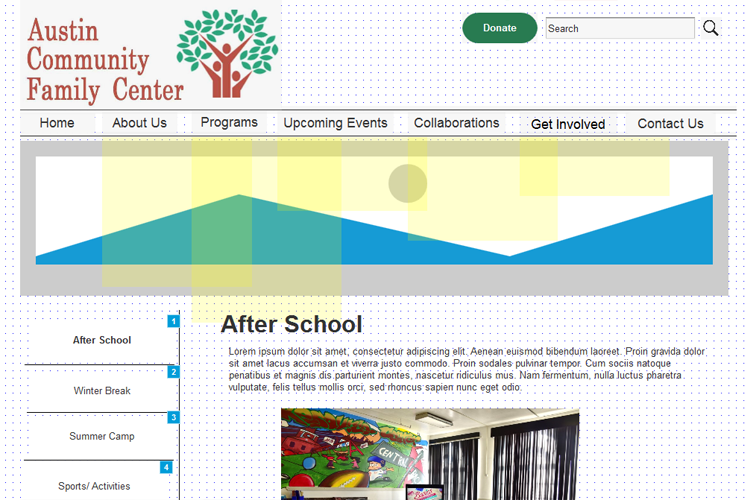 Austin
Community
Family Center
Donate
Search
Home
About Us
Programs
Upcoming Events
Collaborations
Get Involved
Contact Us
1
After School
2
Winter Break
3
Summer Camp
4
Sports/ Activities
After School
Lorem ipsum dolor sit amet, consectetur adipiscing elit. Aenean euismod bibendum laoreet. Proin gravida dolor
sit amet lacus accumsan et viverra justo commodo. Proin sodales pulvinar tempor. Cum sociis natoque
penatibus et magnis dis parturient montes, nascetur ridiculus mus. Nam fermentum, nulla luctus pharetra
vulputate, felis tellus mollis orci, sed rhoncus sapien nunc eget odio.
CENTR